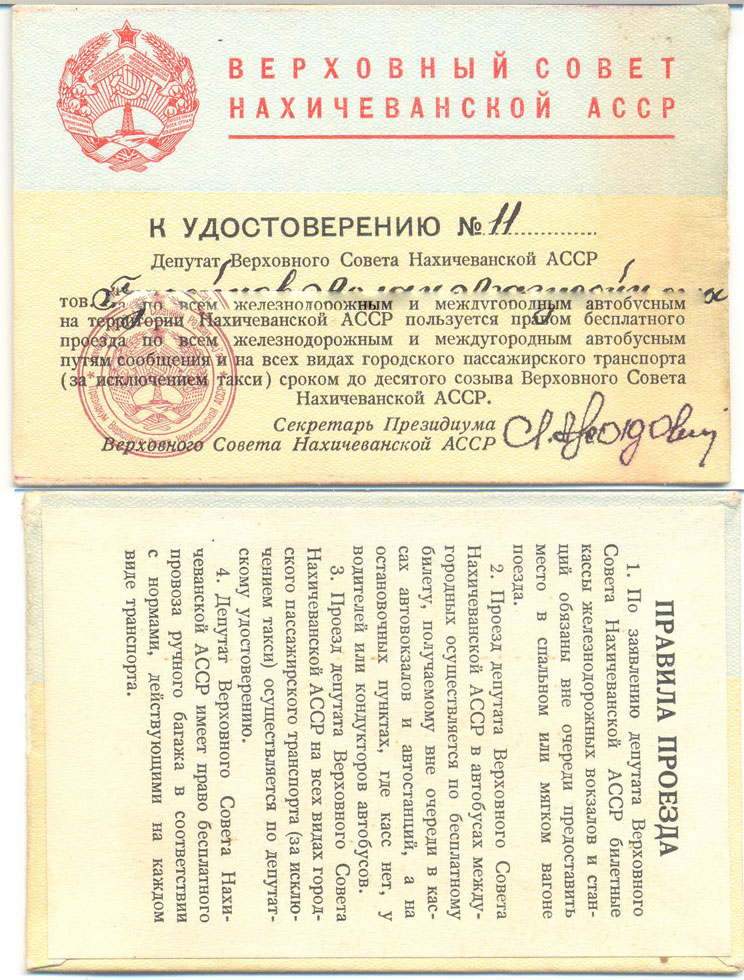 ВЕРХОВНЫЙ СОВЕТ
НАХИЧЕВАНСКОЙ АССР
К УДОСТОВЕРЕНИЮ № 11
Депутат Верховного Совета Нахичеванской АССР
тов.
да по всем железнодорожным и междугородным автобусным
на территории Нахичеванской АССР пользуется правом бесплатного
проезда по всем железнодорожным и междугородным автобусным
путям сообщения и на всех видах городского пассажирского транспорта
(за исключением такси) сроком до десятого созыва Верховного Совета
Нахичеванской АССР.
Секретарь Президиума
Верховного Совета Нахичеванской АССР
ПРАВИЛА ПРОЕЗДА
1. По заявлению депутата Верховного
Совета Нахичеванской АССР билетные
кассы железнодорожных вокзалов и стан-
ций обязаны вне очереди предоставить
место в спальном или мягком вагоне
поезда.
2. Проезд депутата Верховного Совета
Нахичеванской АССР в автобусах между-
городных осуществляется по бесплатному
билету, получаемому вне очереди в кас-
сах автовокзалов и автостанций, а на
остановочных пунктах, где касс нет, у
водителей или кондукторов автобусов.
3. Проезд депутата Верховного Совета
Нахичеванской АССР на всех видах город-
ского пассажирского транспорта (за исклю-
чением такси) осуществляется по депутат-
скому удостоверению.
4. Депутат Верховного Совета Нахи-
чеванской АССР имеет право бесплатного
провоза ручного багажа в соответствии
с нормами, действующими на каждом
виде транспорта.